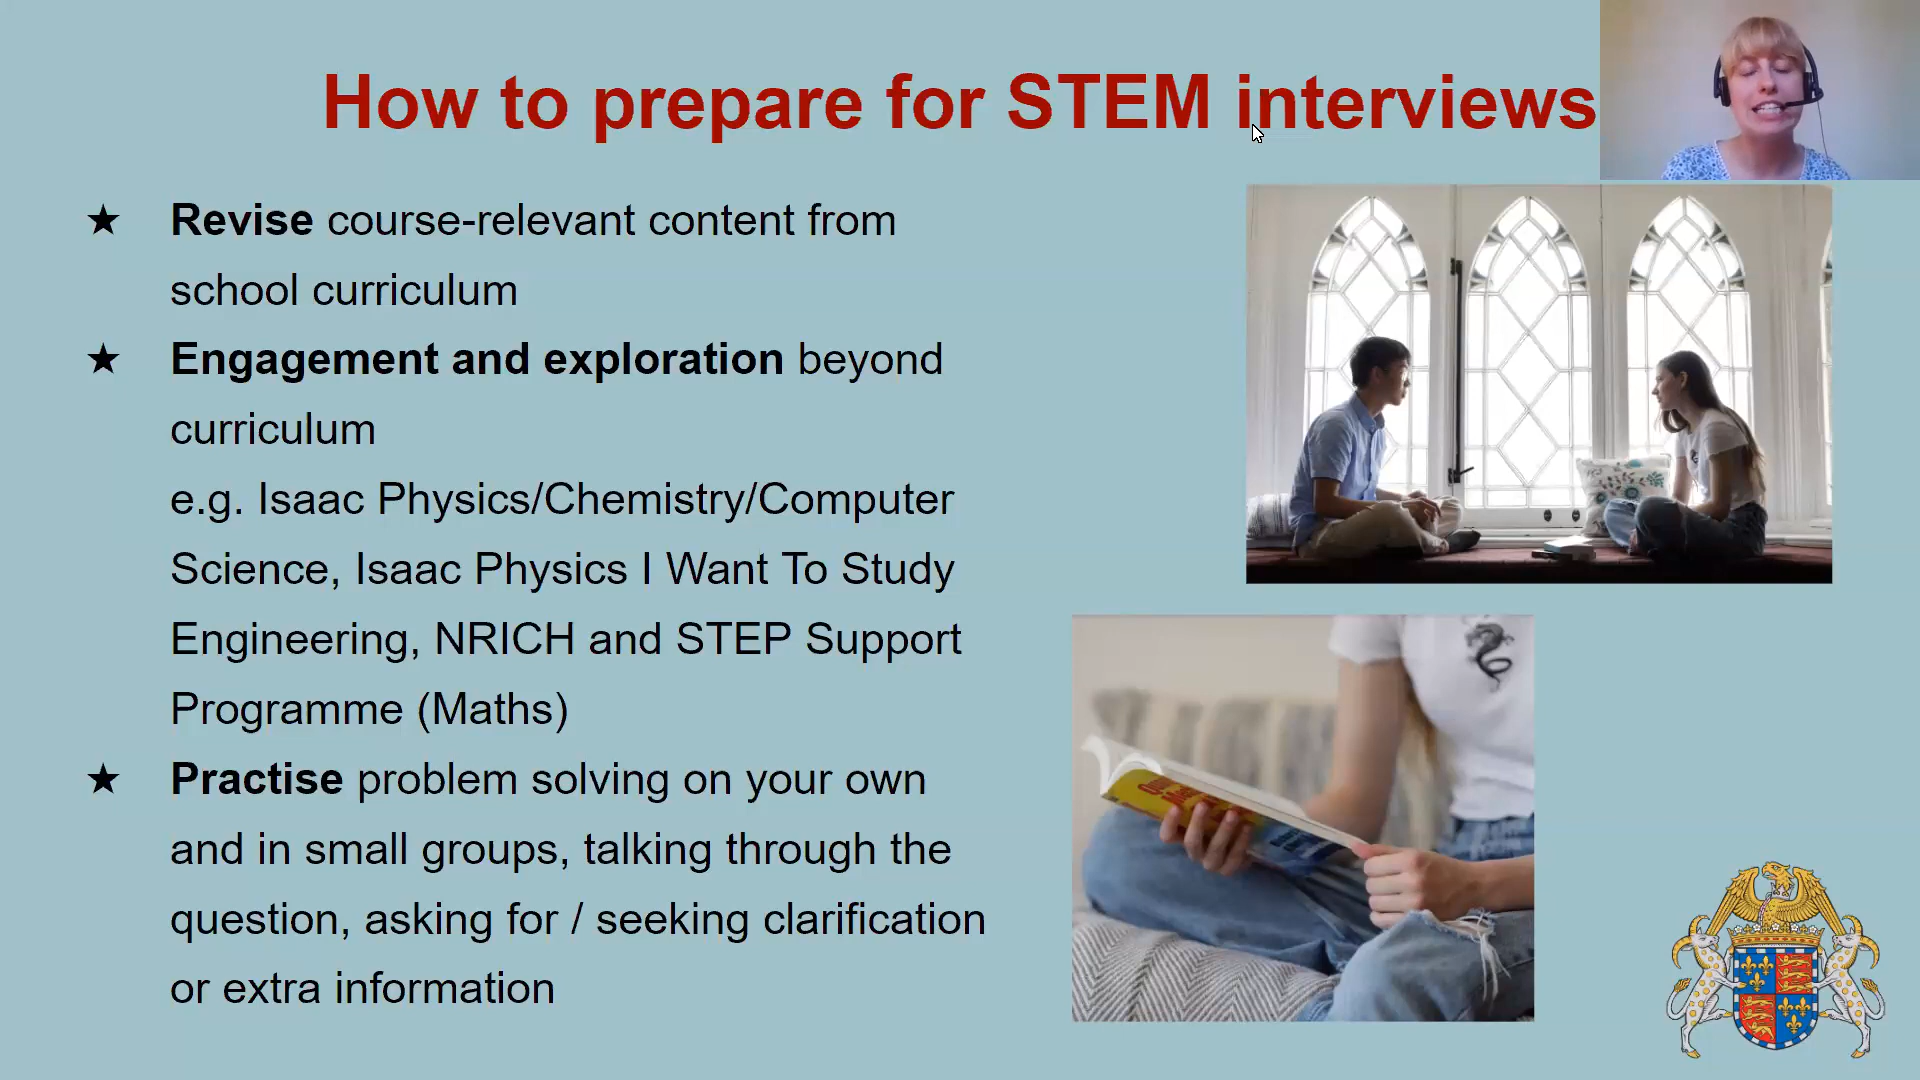 How to prepare for STEM interviews
★ Revise course-relevant content from
school curriculum
★ Engagement and exploration beyond
curriculum
e.g. Isaac Physics/Chemistry/Computer
Science, Isaac Physics I Want To Study
Engineering, NRICH and STEP Support
Programme (Maths)
★ Practise problem solving on your own
and in small groups, talking through the
question, asking for / seeking clarification
or extra information